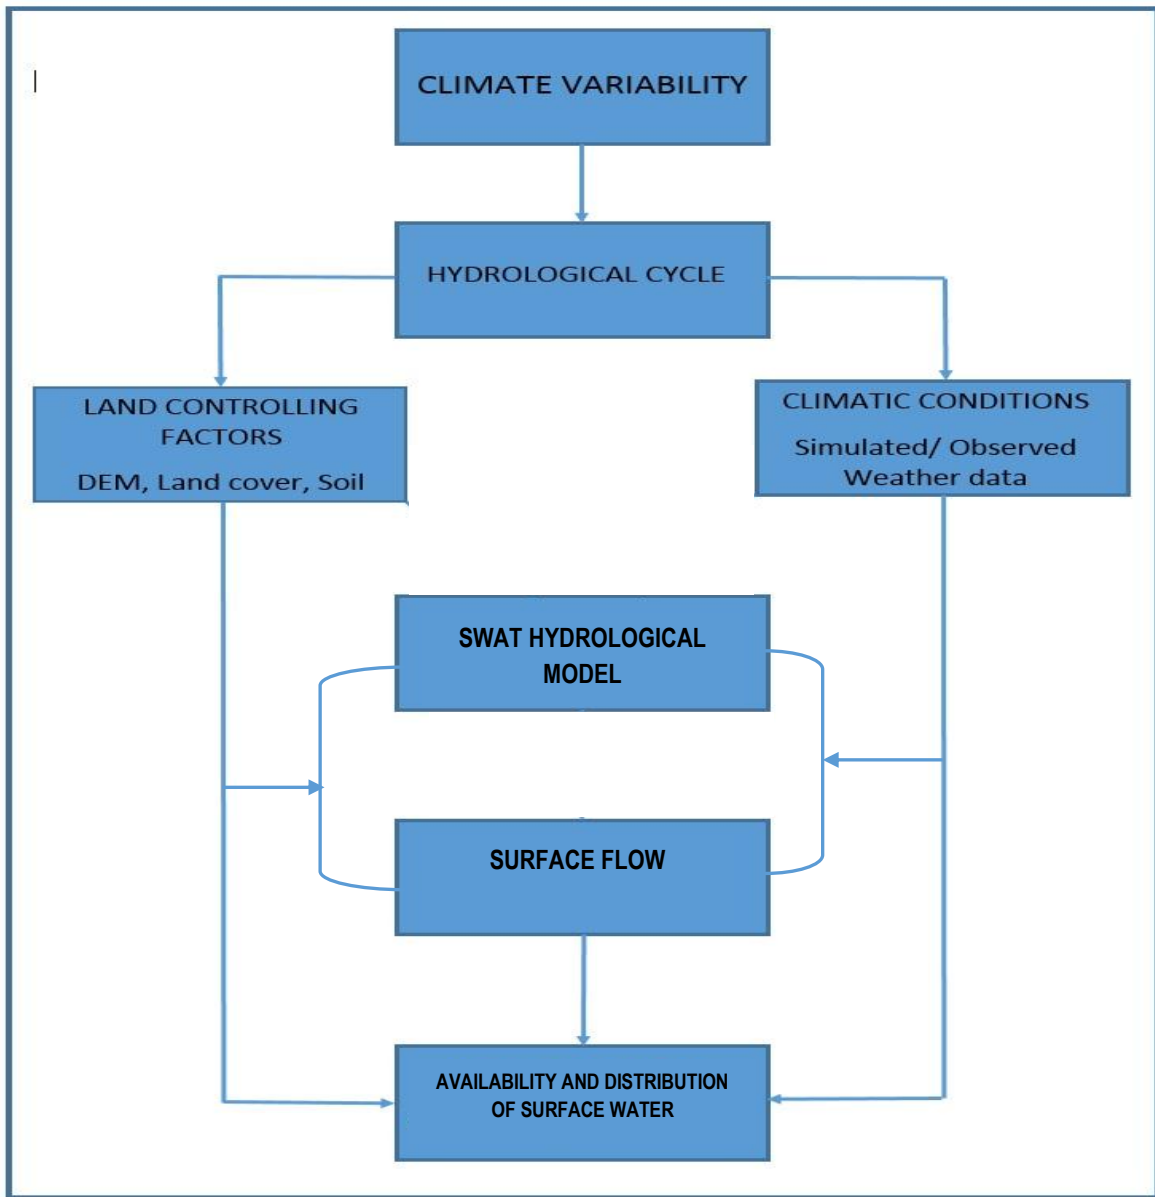 CLIMATE VARIABILITY
HYDROLOGICAL CYCLE
LAND CONTROLLING
FACTORS
DEM, Land cover, Soil
CLIMATIC CONDITIONS
Simulated/ Observed
Weather data
SWAT HYDROLOGICAL
MODEL
SURFACE FLOW
AVAILABILITY AND DISTRIBUTION
OF SURFACE WATER